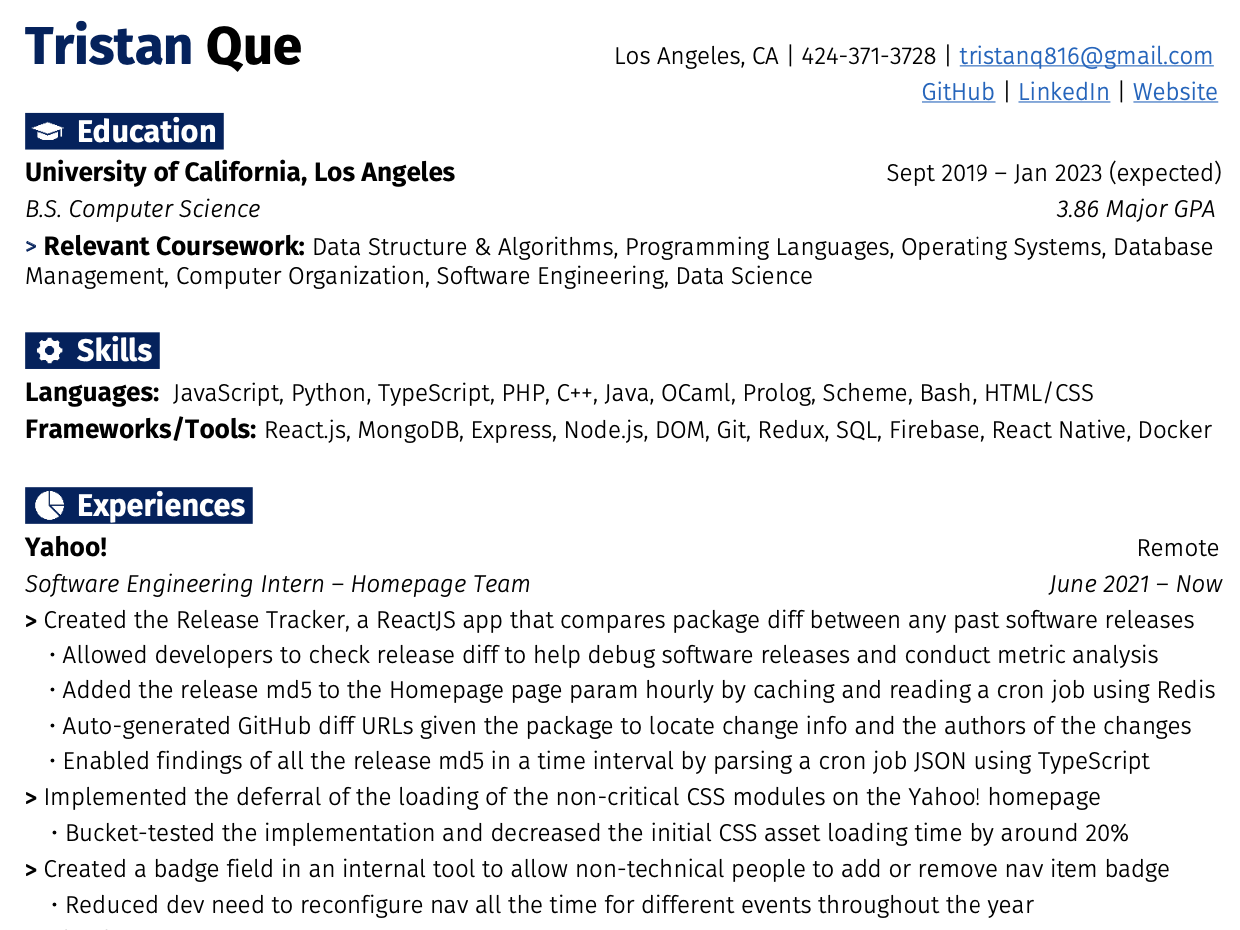 Tristan Que
Los Angeles, CA | 424-371-3728 | tristanq816@gmail.com
GitHub | LinkedIn | Website
Education
University of California, Los Angeles Sept 2019 – Jan 2023 (expected)
B.S. Computer Science 3.86 Major GPA
> Relevant Coursework: Data Structure & Algorithms, Programming Languages, Operating Systems, Database
Management, Computer Organization, Software Engineering, Data Science
Skills
Languages: JavaScript, Python, TypeScript, PHP, C++, Java, OCaml, Prolog, Scheme, Bash, HTML/CSS
Frameworks/Tools: React.js, MongoDB, Express, Node.js, DOM, Git, Redux, SQL, Firebase, React Native, Docker
Experiences
Yahoo! Remote
Software Engineering Intern – Homepage Team June 2021 – Now
> Created the Release Tracker, a ReactJS app that compares package diff between any past software releases
· Allowed developers to check release diff to help debug software releases and conduct metric analysis
· Added the release md5 to the Homepage page param hourly by caching and reading a cron job using Redis
· Auto-generated GitHub diff URLs given the package to locate change info and the authors of the changes
· Enabled findings of all the release md5 in a time interval by parsing a cron job JSON using TypeScript
> Implemented the deferral of the loading of the non-critical CSS modules on the Yahoo! homepage
· Bucket-tested the implementation and decreased the initial CSS asset loading time by around 20%
> Created a badge field in an internal tool to allow non-technical people to add or remove nav item badge
· Reduced dev need to reconfigure nav all the time for different events throughout the year